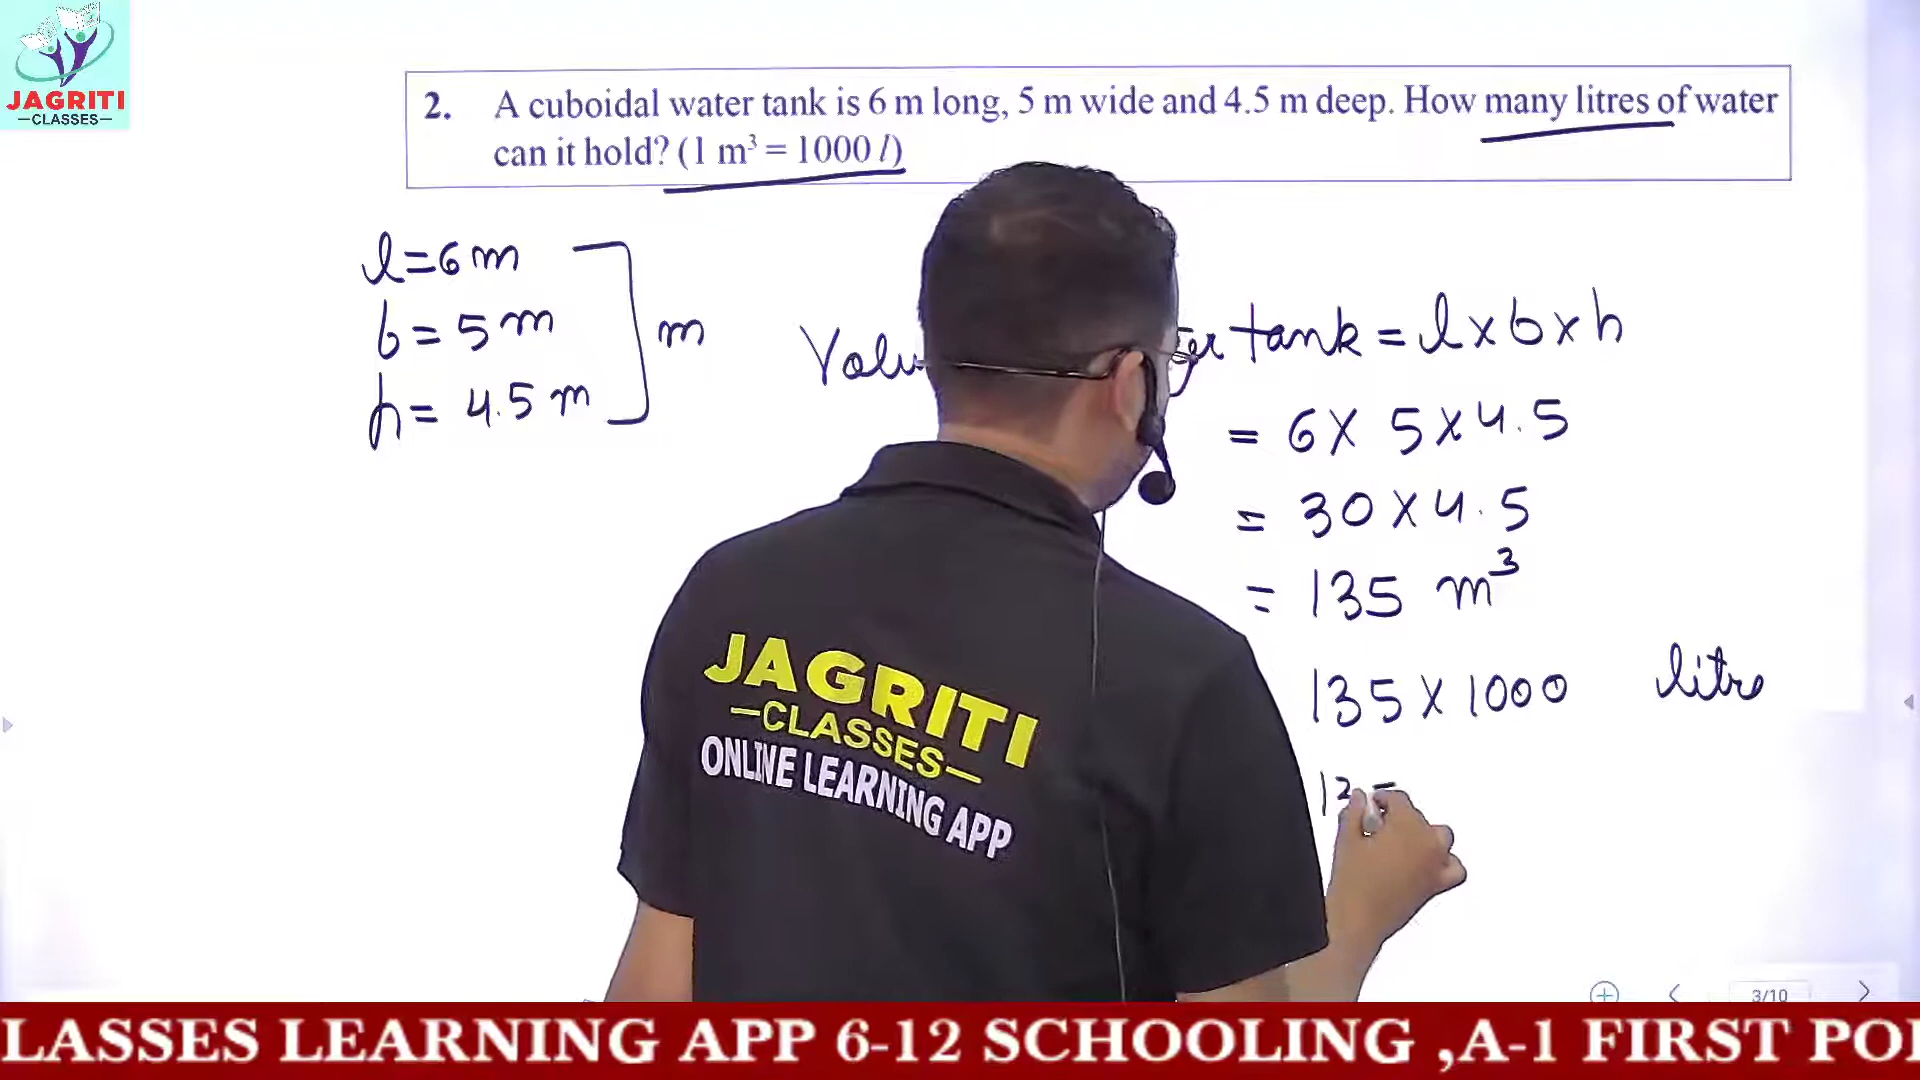 JAGRITI
—CLASSES—
2. A cuboidal water tank is 6 m long, 5 m wide and 4.5 m deep. How many litres of water
can it hold? (1 m³ = 1000 l)
l=6 m
b = 5 m
h = 4.5 m
m
tank = l x b x h
= 6 x 5 x 4.5
= 30 x 4.5
= 135 m³
135 x 1000 litre
JAGRITI
—CLASSES—
ONLINE LEARNING APP
3/10
LASSES LEARNING APP 6-12 SCHOOLING ,A-1 FIRST